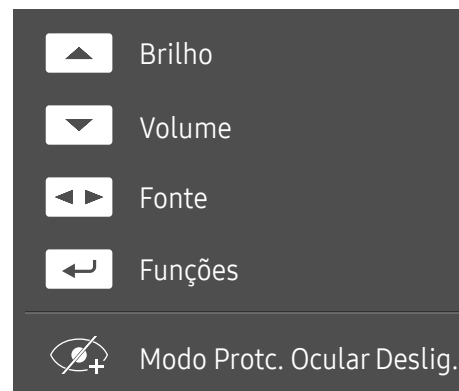 Brilho
Volume
Fonte
Funções
Modo Protc. Ocular Deslig.